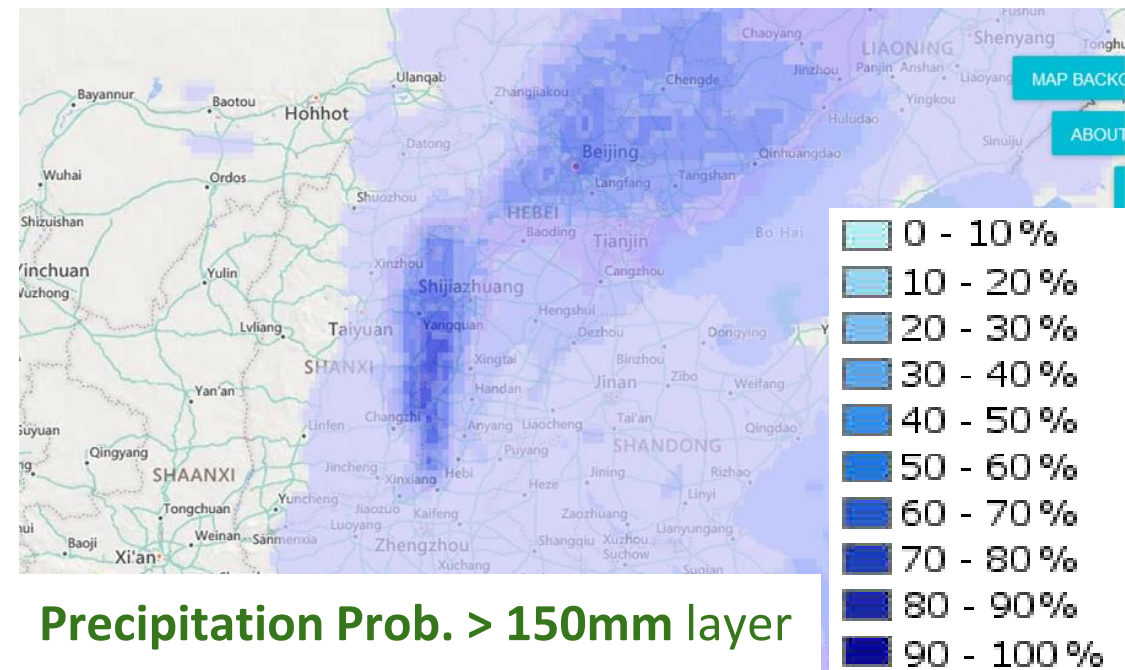 Fushun
Chaoyang
LIAONING
Shenyang
Jinzhou
Panjin
Anshan
Liaoyang
Ulanqab
Zhangjiakou
Chengde
MAP BACKG
Bayannur
Baotou
Hohhot
Yingkou
Huludao
ABOUT
Datong
Beijing
Qinhuangdao
Sinuiju
Wuhai
Ordos
Langfang
Tangshan
Shuozhou
HEBEI
Shizuishan
Baoding
Tianjin
Bo Hai
0 - 10%
Yinchuan
Yulin
Xinzhou
Cangzhou
10 - 20%
Wuzhong
Shijiazhuang
Hengshui
20 - 30%
Lvliang
Taiyuan
Yangquan
Dezhou
Dongying
SHANXI
Xingtai
Binzhou
30 - 40%
Yan'an
Handan
Jinan
Zibo
Weifang
40 - 50%
Linfen
Changzhi
Anyang
Liaocheng
Tai'an
Qingdao
Qingyang
Puyang
SHANDONG
50 - 60%
SHAANXI
Jincheng
Xinxiang
Hebi
Heze
Jining
Rizhao
Yuncheng
Linyi
60 - 70%
Tongchuan
Jiaozuo
Kaifeng
Zaozhuang
Luoyang
Lianyungang
Baoji
Weinan
Sanmenxia
Zhengzhou
Shangqiu
Xuzhou
70 - 80%
Xi'an
Xuchang
Suchow
Suqian
80 - 90%
Precipitation Prob. > 150mm layer
90 - 100%